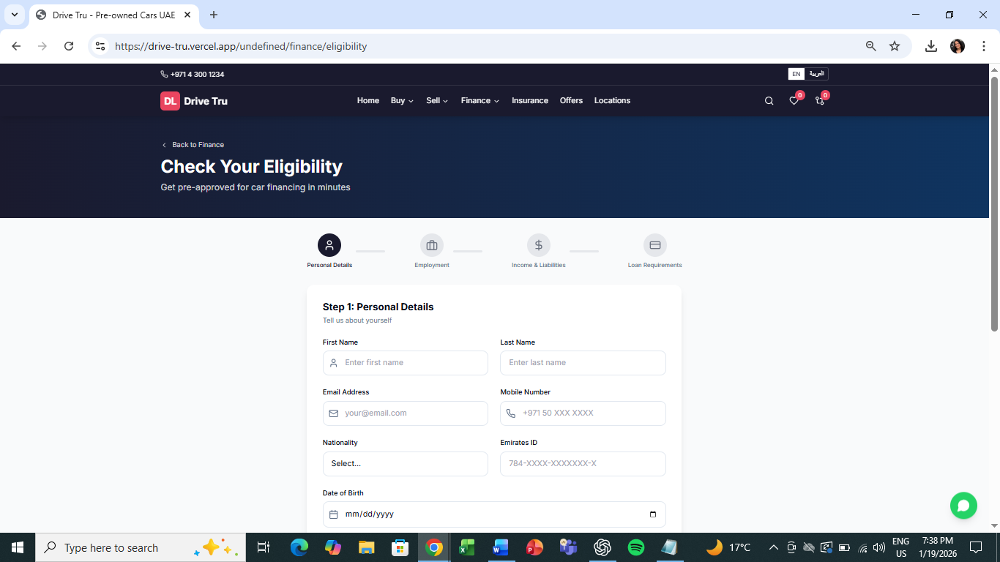 Drive Tru - Pre-owned Cars UAE
https://drive-tru.vercel.app/undefined/finance/eligibility
+971 4 300 1234
EN العربية
DL Drive Tru Home Buy Sell Finance Insurance Offers Locations 0 0
Back to Finance
Check Your Eligibility
Get pre-approved for car financing in minutes
Personal Details Employment Income & Liabilities Loan Requirements
Step 1: Personal Details
Tell us about yourself
First Name Last Name
Enter first name Enter last name
Email Address Mobile Number
your@email.com +971 50 XXX XXXX
Nationality Emirates ID
Select... 784-XXXX-XXXXXXX-X
Date of Birth
mm/dd/yyyy
Type here to search
17°C
ENG 7:38 PM
US 1/19/2026